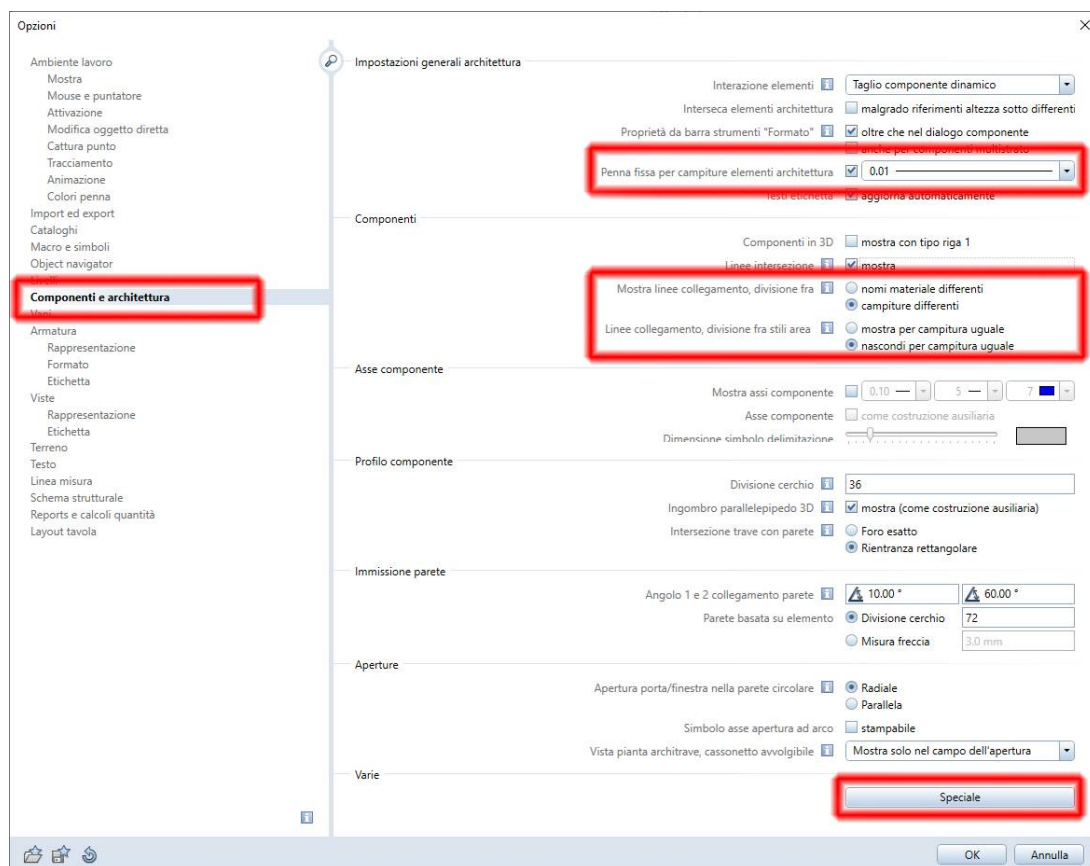 Opzioni
Ambiente lavoro
Mostra
Mouse e puntatore
Attivazione
Modifica oggetto diretta
Cattura punto
Tracciamento
Animazione
Colori penna
Import ed export
Cataloghi
Macro e simboli
Object navigator
Livelli
Componenti e architettura
Vani
Armatura
Rappresentazione
Formato
Etichetta
Viste
Rappresentazione
Etichetta
Terreno
Testo
Linea misura
Schema strutturale
Reports e calcoli quantità
Layout tavola
Impostazioni generali architettura
Interazione elementi Taglio componente dinamico
Interseca elementi architettura malgrado riferimenti altezza sotto differenti
Proprietà da barra strumenti "Formato" oltre che nel dialogo componente
anche per componenti multistrato
Penna fissa per campiture elementi architettura 0.01
Testi etichetta aggiorna automaticamente
Componenti
Componenti in 3D mostra con tipo riga 1
Linee intersezione mostra
Mostra linee collegamento, divisione fra nomi materiale differenti
campiture differenti
Linee collegamento, divisione fra stili area mostra per campitura uguale
nascondi per campitura uguale
Asse componente
Mostra assi componente 0.10 5 7
Asse componente come costruzione ausiliaria
Dimensione simbolo delimitazione
Profilo componente
Divisione cerchio 36
Ingombro parallelepipedo 3D mostra (come costruzione ausiliaria)
Intersezione trave con parete Foro esatto
Rientranza rettangolare
Immissione parete
Angolo 1 e 2 collegamento parete 10.00 ° 60.00 °
Parete basata su elemento Divisione cerchio 72
Misura freccia 3.0 mm
Aperture
Apertura porta/finestra nella parete circolare Radiale
Parallela
Simbolo asse apertura ad arco stampabile
Vista pianta architrave, cassonetto avvolgibile Mostra solo nel campo dell'apertura
Varie
Speciale
OK Annulla